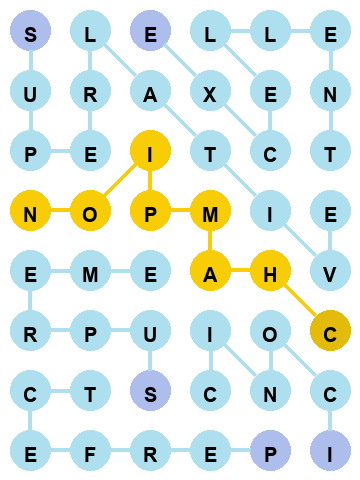 S L E L L E
U R A X E N
P E I T C T
N O P M I E
E M E A H V
R P U I O C
C T S C N C
E F R E P I